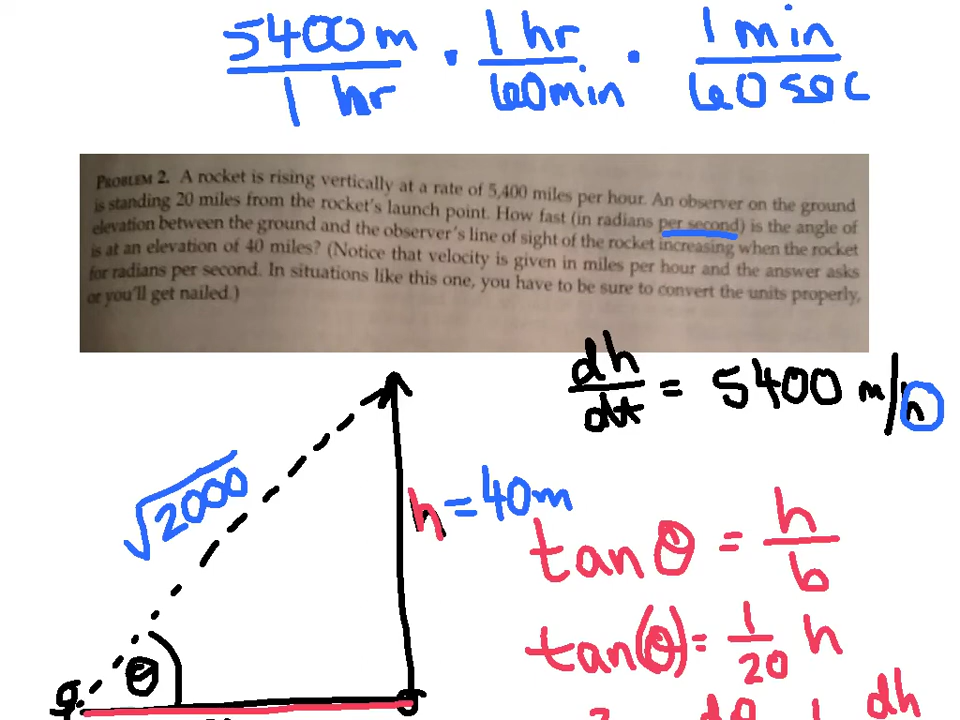 5400 m / 1 hr · 1 hr / 60 min · 1 min / 60 sec
PROBLEM 2. A rocket is rising vertically at a rate of 5,400 miles per hour. An observer on the ground
is standing 20 miles from the rocket's launch point. How fast (in radians per second) is the angle of
elevation between the ground and the observer's line of sight of the rocket increasing when the rocket
is at an elevation of 40 miles? (Notice that velocity is given in miles per hour and the answer asks
for radians per second. In situations like this one, you have to be sure to convert the units properly,
or you'll get nailed.)
dh/dt = 5400 m/h
√2000
h = 40m
tan θ = h/b
θ
tan(θ) = 1/20 h
dh